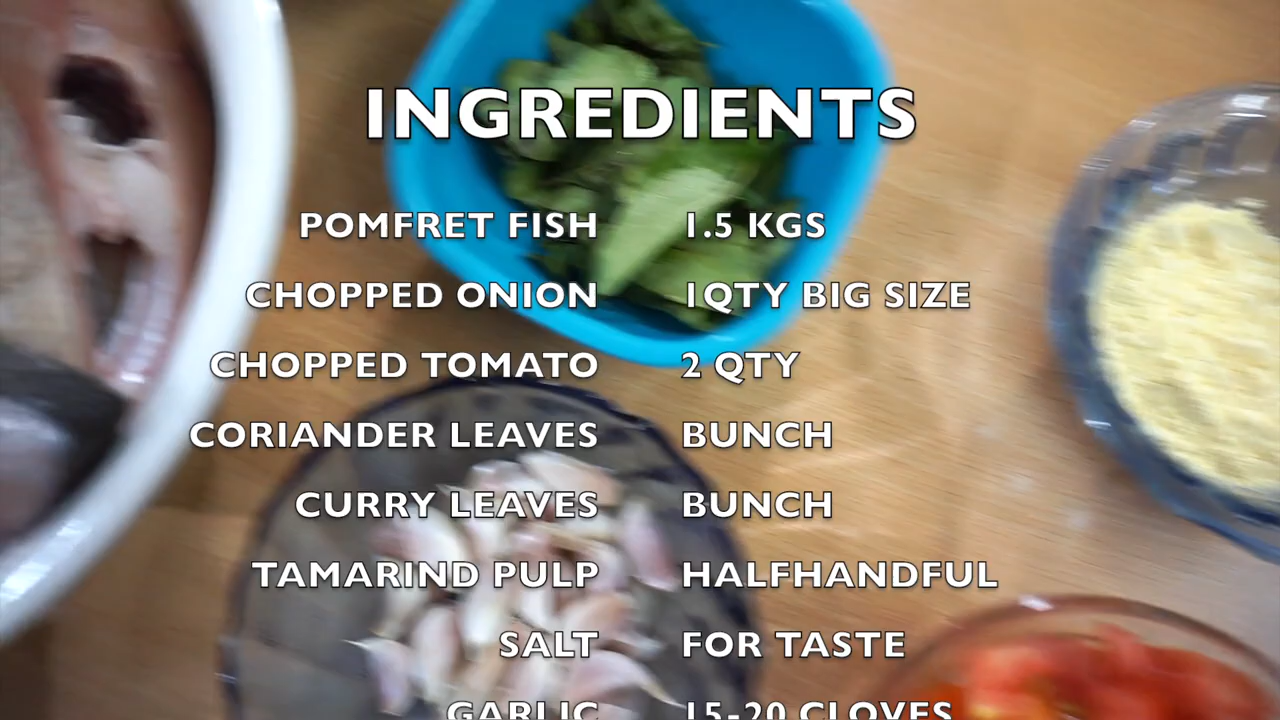 INGREDIENTS
POMFRET FISH 1.5 KGS
CHOPPED ONION 1QTY BIG SIZE
CHOPPED TOMATO 2 QTY
CORIANDER LEAVES BUNCH
CURRY LEAVES BUNCH
TAMARIND PULP HALFHANDFUL
SALT FOR TASTE
GARLIC 15-20 CLOVES